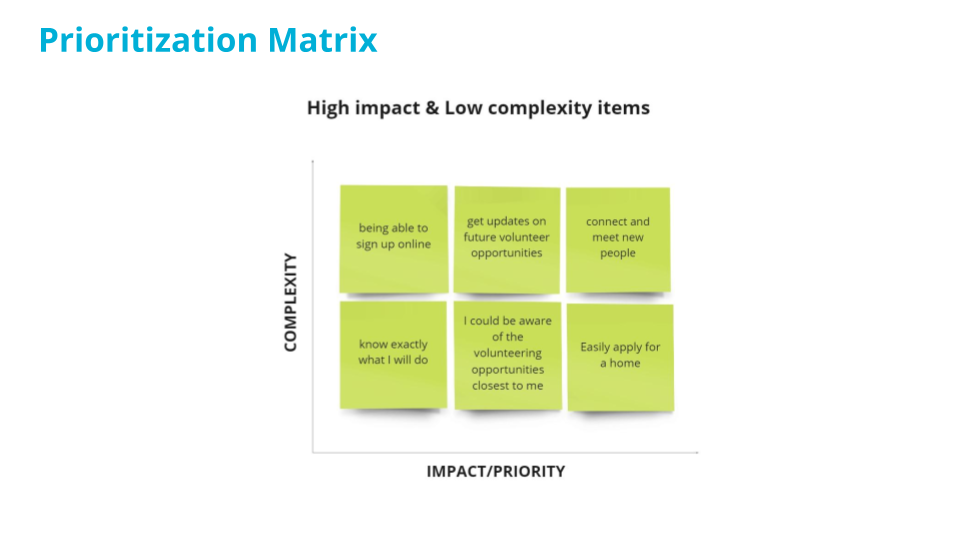 Prioritization Matrix
High impact & Low complexity items
COMPLEXITY
being able to
sign up online
get updates on
future volunteer
opportunities
connect and
meet new
people
know exactly
what I will do
I could be aware
of the
volunteering
opportunities
closest to me
Easily apply for
a home
IMPACT/PRIORITY